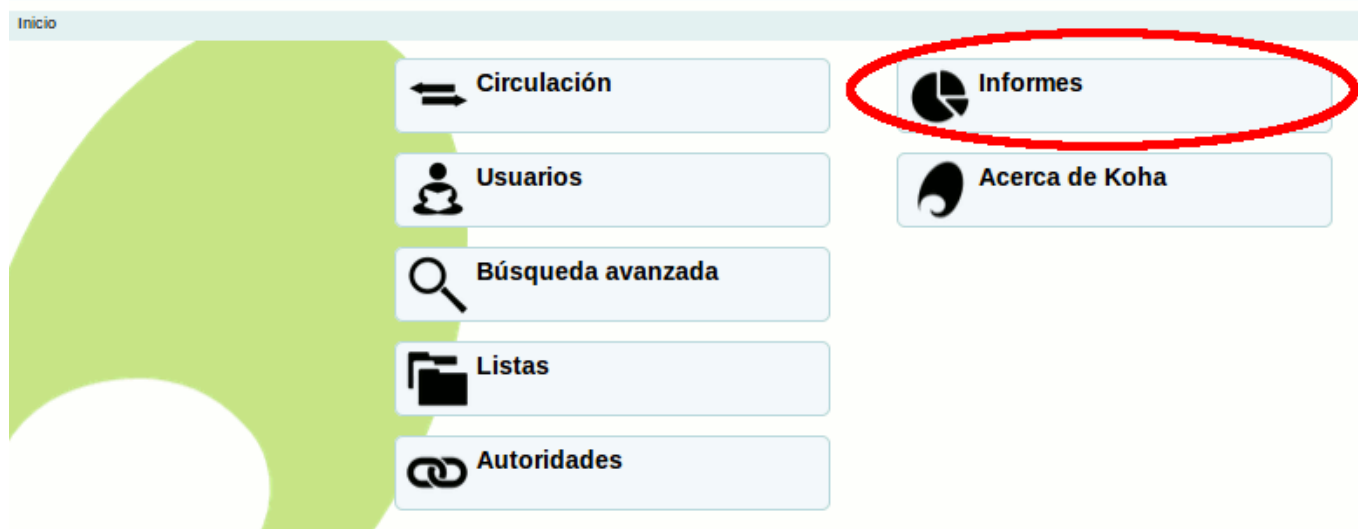 Inicio
Circulación
Informes
Usuarios
Acerca de Koha
Búsqueda avanzada
Listas
Autoridades